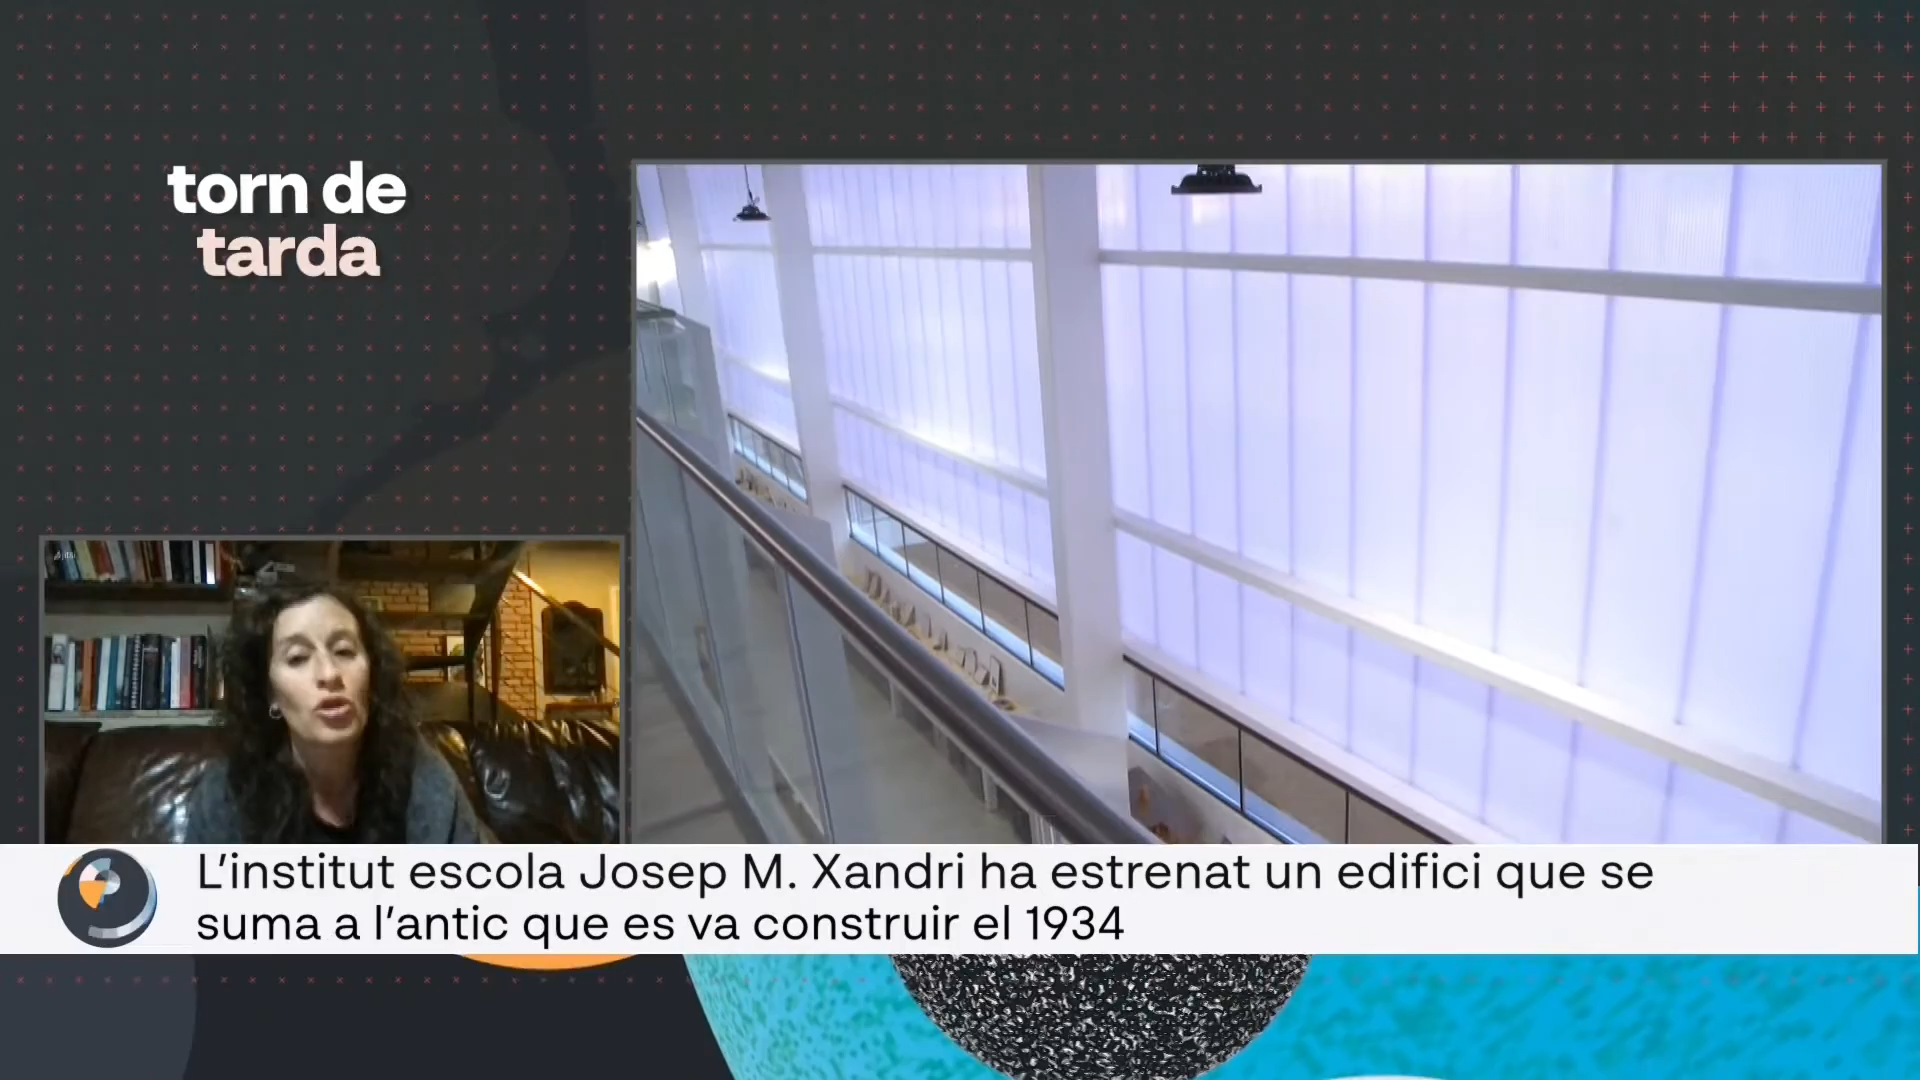 torn de
tarda
L'institut escola Josep M. Xandri ha estrenat un edifici que se
suma a l'antic que es va construir el 1934